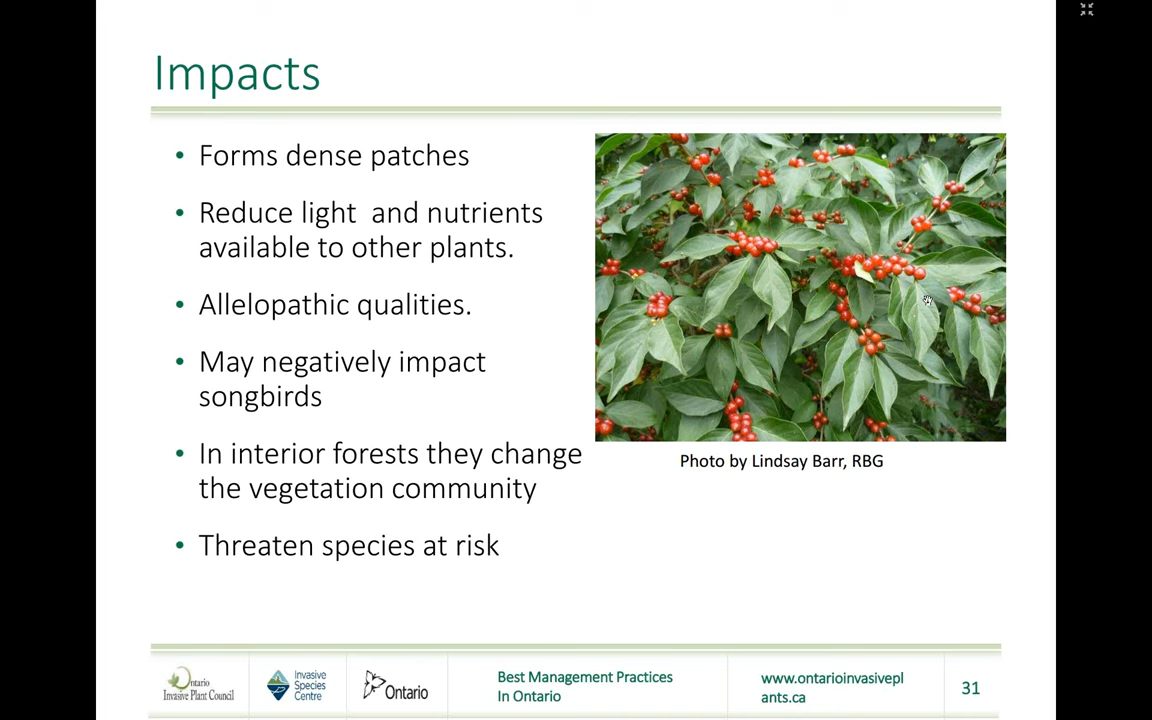 Impacts
• Forms dense patches
• Reduce light  and nutrients
available to other plants.
• Allelopathic qualities.
• May negatively impact
songbirds
• In interior forests they change
the vegetation community
• Threaten species at risk
Photo by Lindsay Barr, RBG
Ontario
Invasive Plant Council
Invasive
Species
Centre
Ontario
Best Management Practices
In Ontario
www.ontarioinvasivepl
ants.ca
31